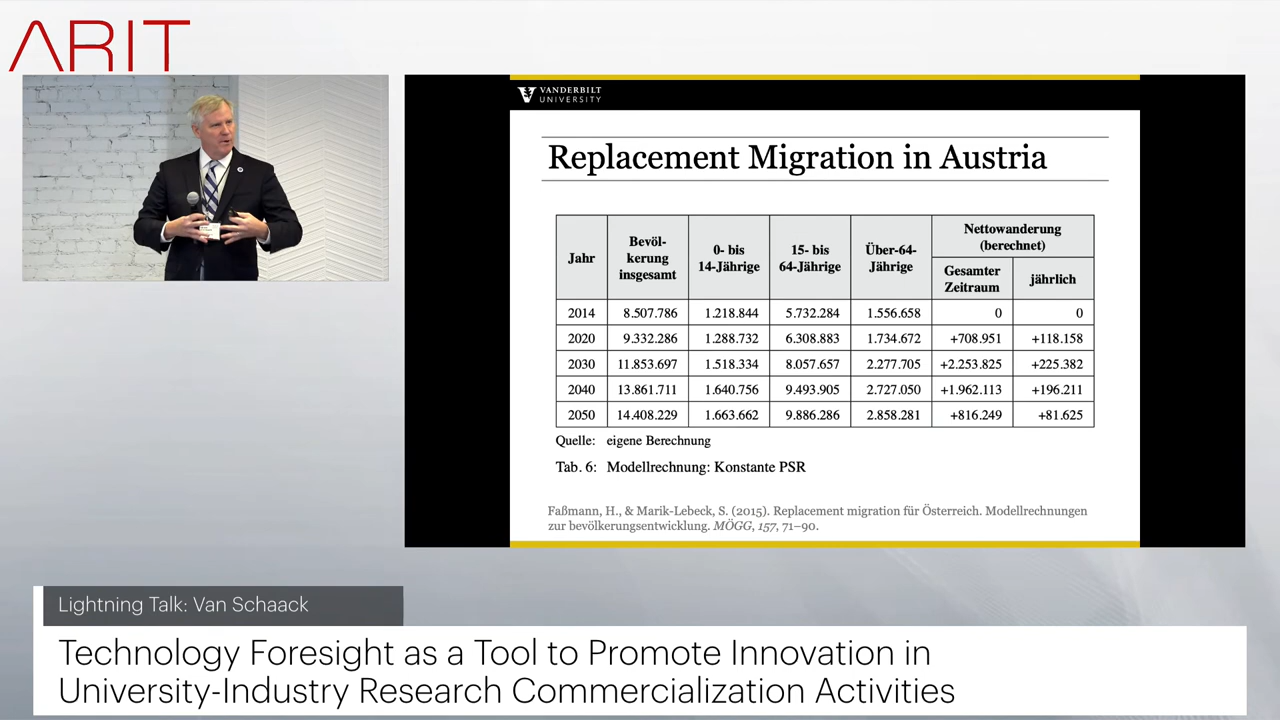 ARIT
VANDERBILT
UNIVERSITY
Replacement Migration in Austria
Jahr Bevöl-kerung insgesamt 0- bis 14-Jährige 15- bis 64-Jährige Über-64-Jährige Nettowanderung (berechnet)
Gesamter Zeitraum jährlich
2014 8.507.786 1.218.844 5.732.284 1.556.658 0 0
2020 9.332.286 1.288.732 6.308.883 1.734.672 +708.951 +118.158
2030 11.853.697 1.518.334 8.057.657 2.277.705 +2.253.825 +225.382
2040 13.861.711 1.640.756 9.493.905 2.727.050 +1.962.113 +196.211
2050 14.408.229 1.663.662 9.886.286 2.858.281 +816.249 +81.625
Quelle: eigene Berechnung
Tab. 6: Modellrechnung: Konstante PSR
Faßmann, H., & Marik-Lebeck, S. (2015). Replacement migration für Österreich. Modellrechnungen
zur bevölkerungsentwicklung. MÖGG, 157, 71–90.
Lightning Talk: Van Schaack
Technology Foresight as a Tool to Promote Innovation in
University-Industry Research Commercialization Activities